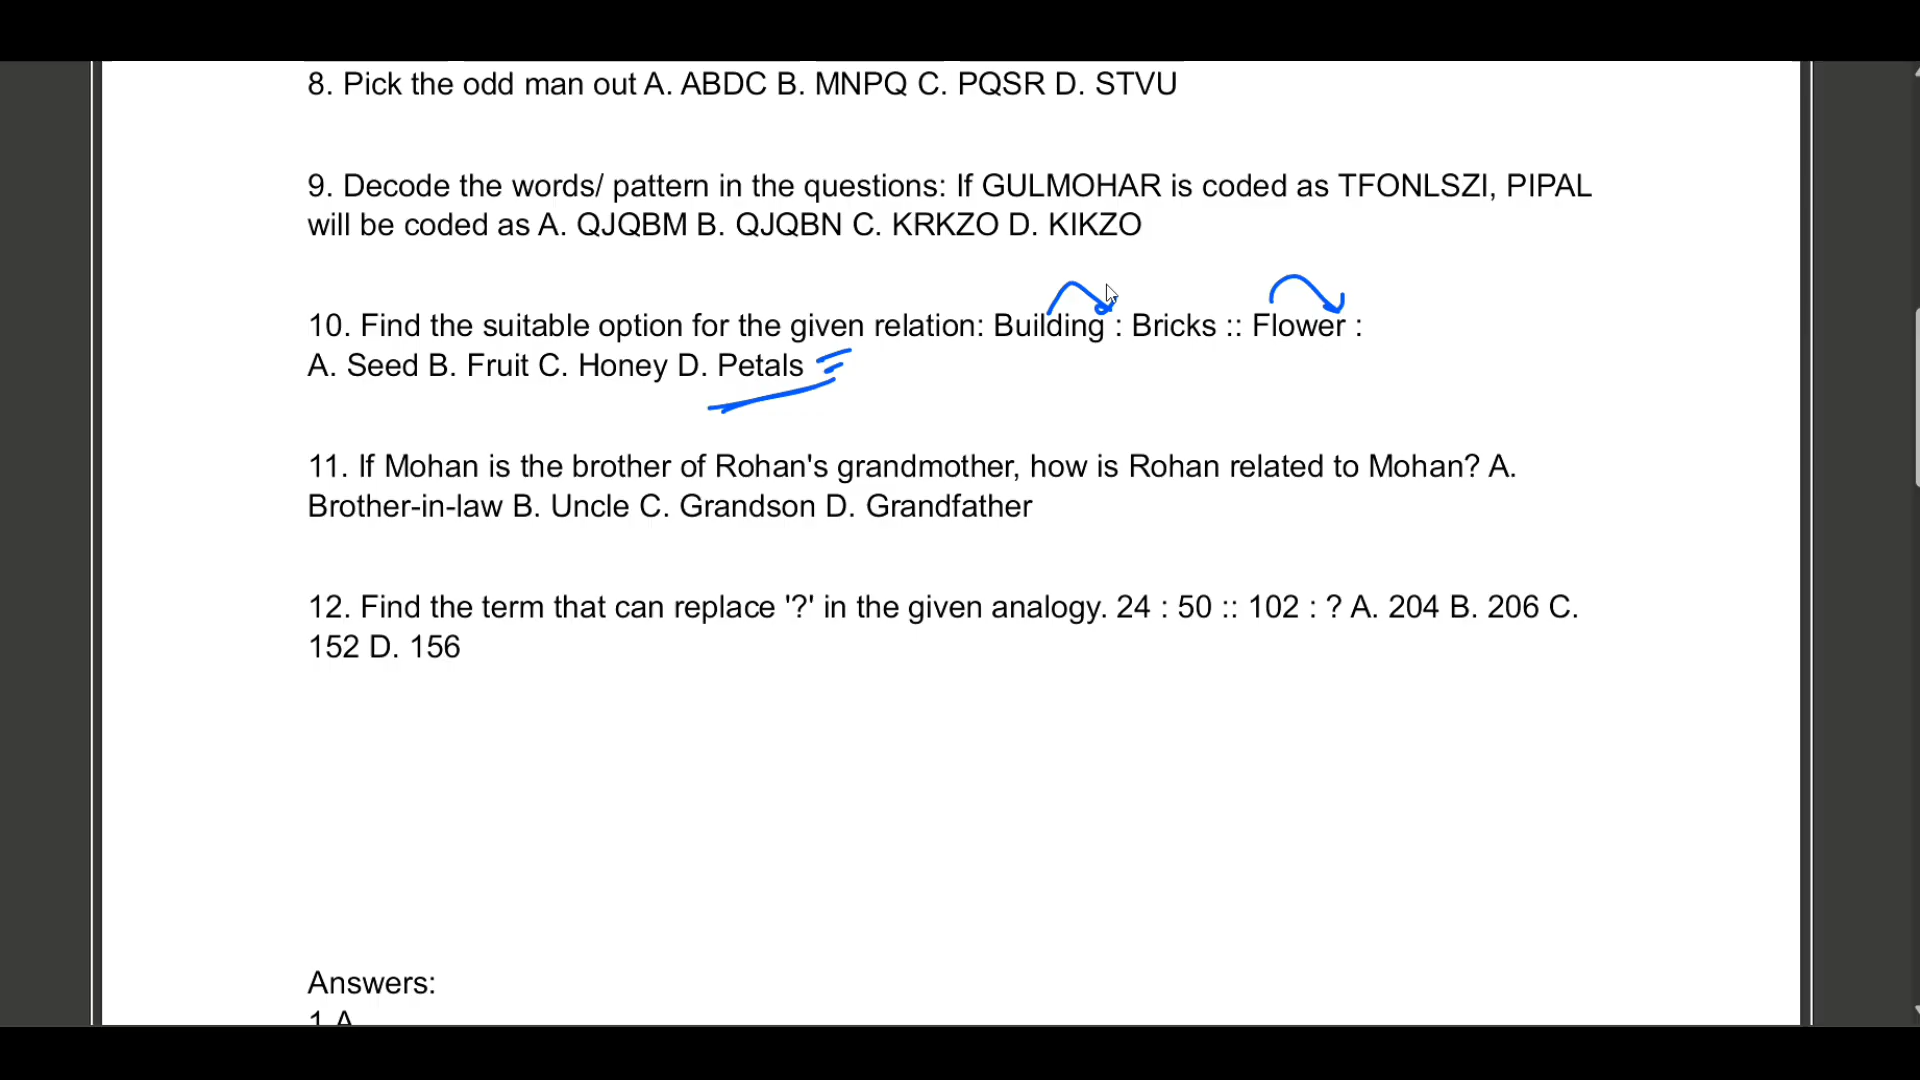 8. Pick the odd man out A. ABDC B. MNPQ C. PQSR D. STVU
9. Decode the words/ pattern in the questions: If GULMOHAR is coded as TFONLSZI, PIPAL
will be coded as A. QJQBM B. QJQBN C. KRKZO D. KIKZO
10. Find the suitable option for the given relation: Building : Bricks :: Flower :
A. Seed B. Fruit C. Honey D. Petals
11. If Mohan is the brother of Rohan's grandmother, how is Rohan related to Mohan? A.
Brother-in-law B. Uncle C. Grandson D. Grandfather
12. Find the term that can replace '?' in the given analogy. 24 : 50 :: 102 : ? A. 204 B. 206 C.
152 D. 156
Answers:
1 A